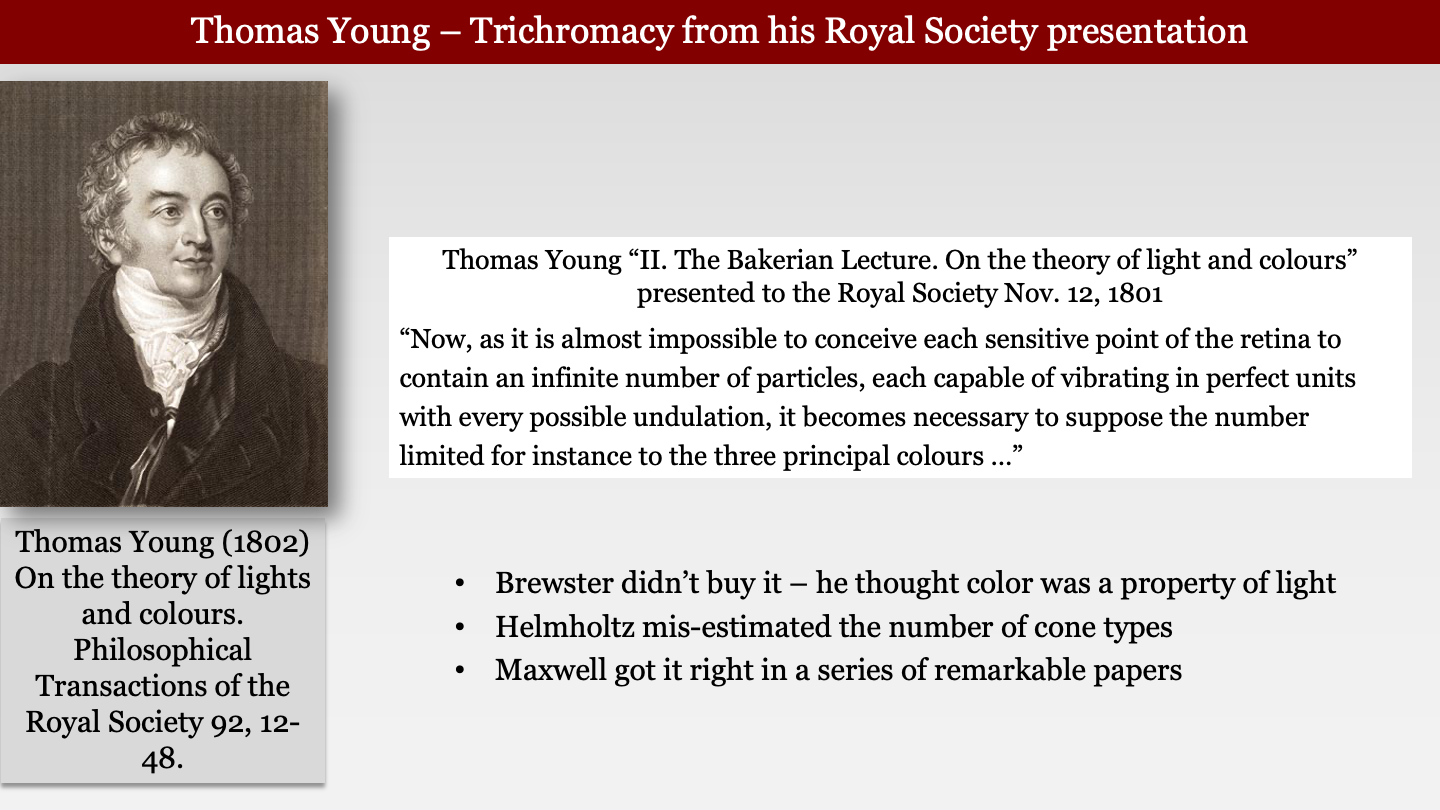 Thomas Young – Trichromacy from his Royal Society presentation
Thomas Young “II. The Bakerian Lecture. On the theory of light and colours”
presented to the Royal Society Nov. 12, 1801
“Now, as it is almost impossible to conceive each sensitive point of the retina to
contain an infinite number of particles, each capable of vibrating in perfect units
with every possible undulation, it becomes necessary to suppose the number
limited for instance to the three principal colours …”
Thomas Young (1802)
On the theory of lights
and colours.
Philosophical
Transactions of the
Royal Society 92, 12-
48.
• Brewster didn’t buy it – he thought color was a property of light
• Helmholtz mis-estimated the number of cone types
• Maxwell got it right in a series of remarkable papers